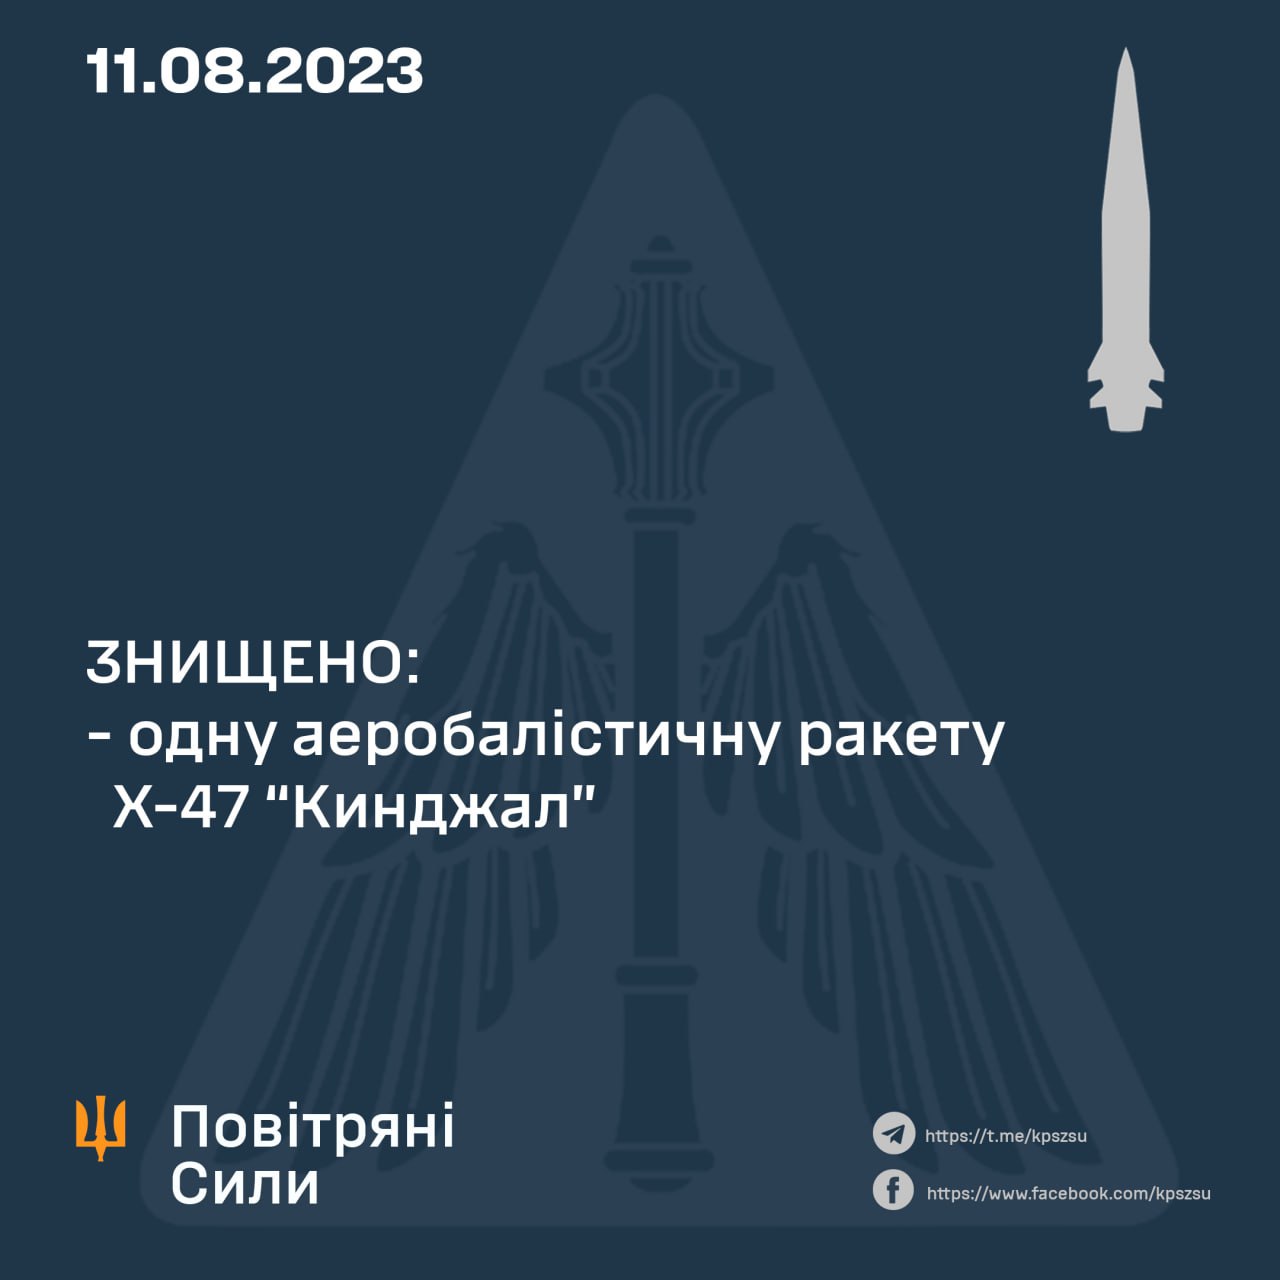 11.08.2023
ЗНИЩЕНО:
- одну аеробалістичну ракету
Х-47 “Кинджал”
Повітряні
Сили
https://t.me/kpszsu
https://www.facebook.com/kpszsu